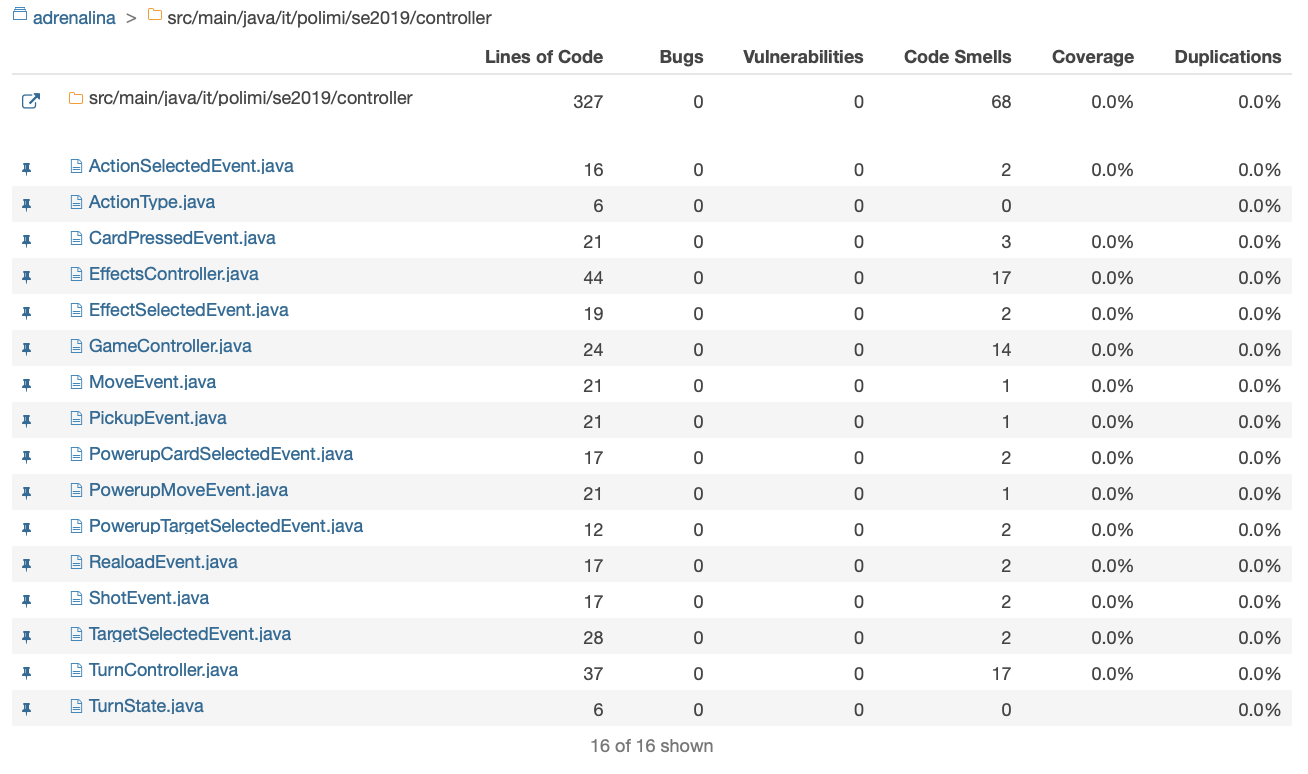 adrenalina > src/main/java/it/polimi/se2019/controller
Lines of Code Bugs Vulnerabilities Code Smells Coverage Duplications
src/main/java/it/polimi/se2019/controller 327 0 0 68 0.0% 0.0%
ActionSelectedEvent.java 16 0 0 2 0.0% 0.0%
ActionType.java 6 0 0 0 0.0%
CardPressedEvent.java 21 0 0 3 0.0% 0.0%
EffectsController.java 44 0 0 17 0.0% 0.0%
EffectSelectedEvent.java 19 0 0 2 0.0% 0.0%
GameController.java 24 0 0 14 0.0% 0.0%
MoveEvent.java 21 0 0 1 0.0% 0.0%
PickupEvent.java 21 0 0 1 0.0% 0.0%
PowerupCardSelectedEvent.java 17 0 0 2 0.0% 0.0%
PowerupMoveEvent.java 21 0 0 1 0.0% 0.0%
PowerupTargetSelectedEvent.java 12 0 0 2 0.0% 0.0%
RealoadEvent.java 17 0 0 2 0.0% 0.0%
ShotEvent.java 17 0 0 2 0.0% 0.0%
TargetSelectedEvent.java 28 0 0 2 0.0% 0.0%
TurnController.java 37 0 0 17 0.0% 0.0%
TurnState.java 6 0 0 0 0.0%
16 of 16 shown